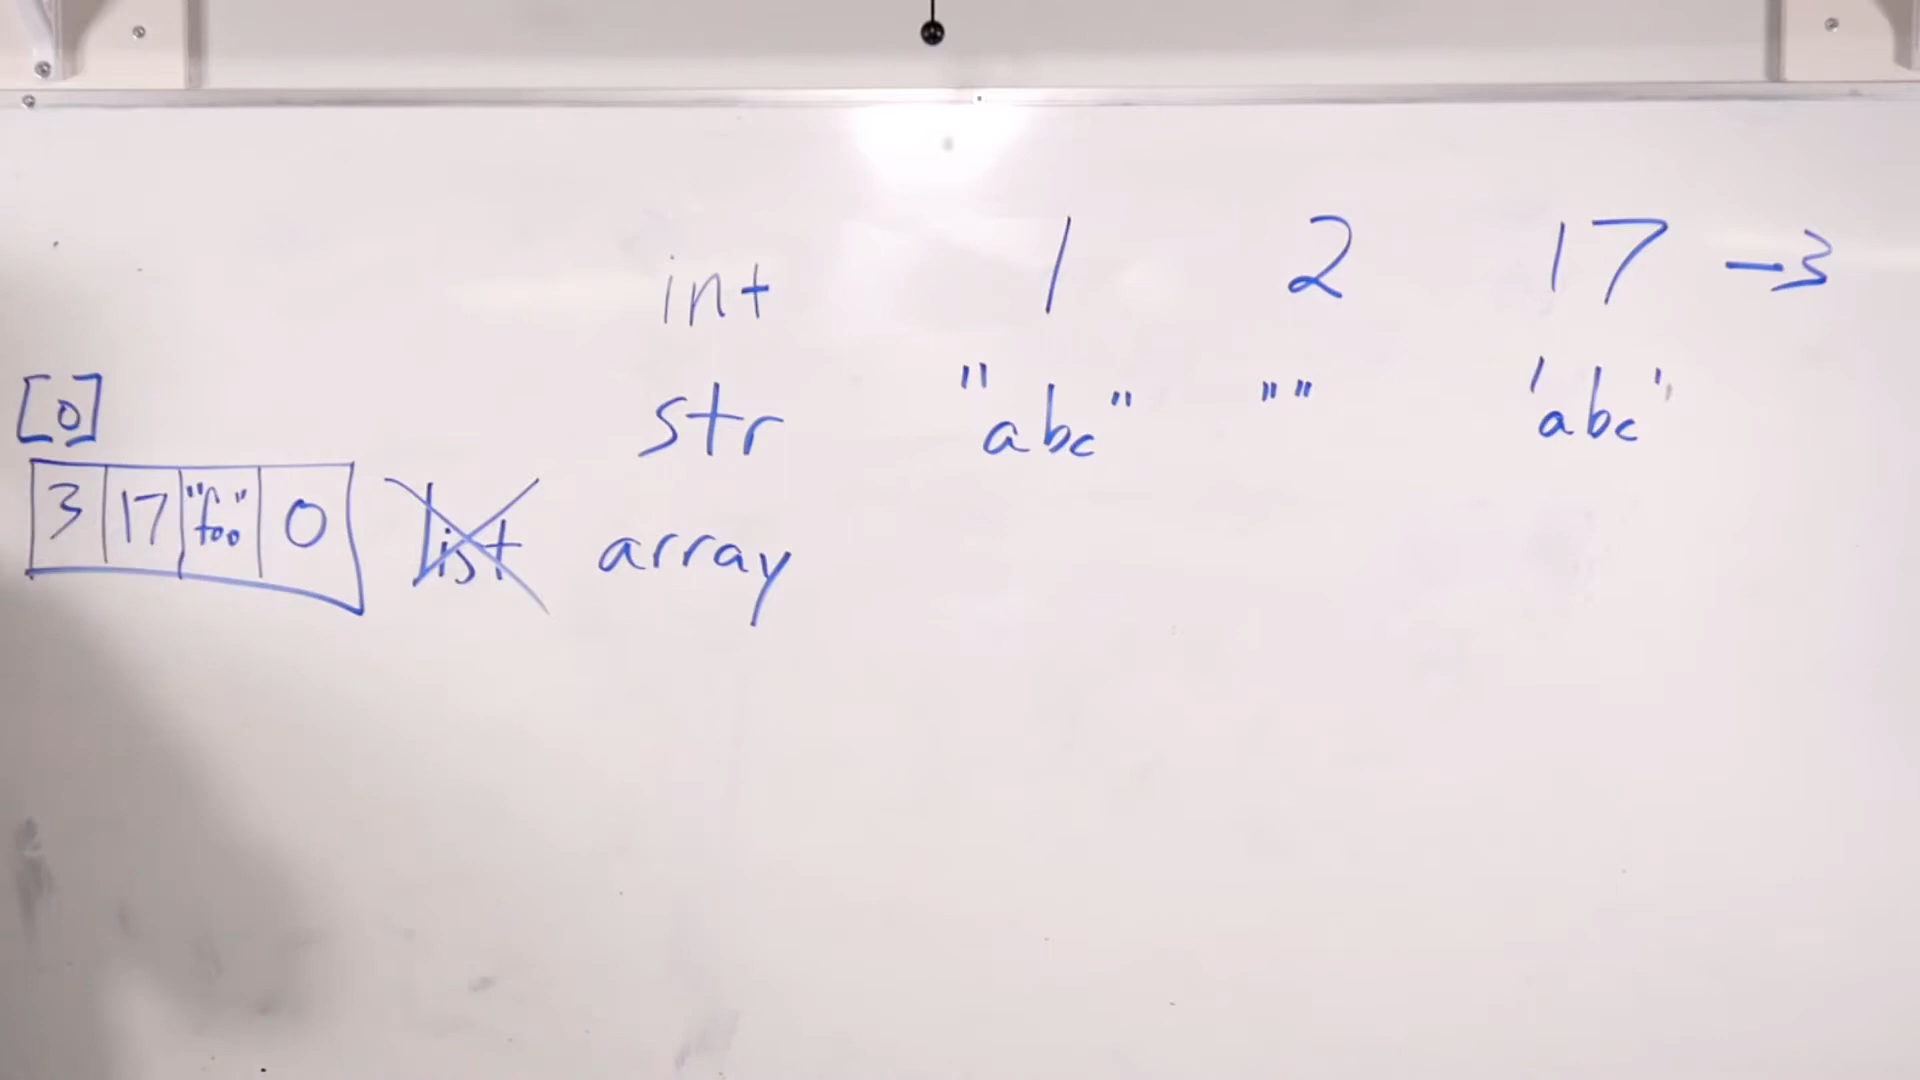 int 1 2 17 -3
[0]
str "abc" "" 'abc'
3 17 "foo" 0 list array